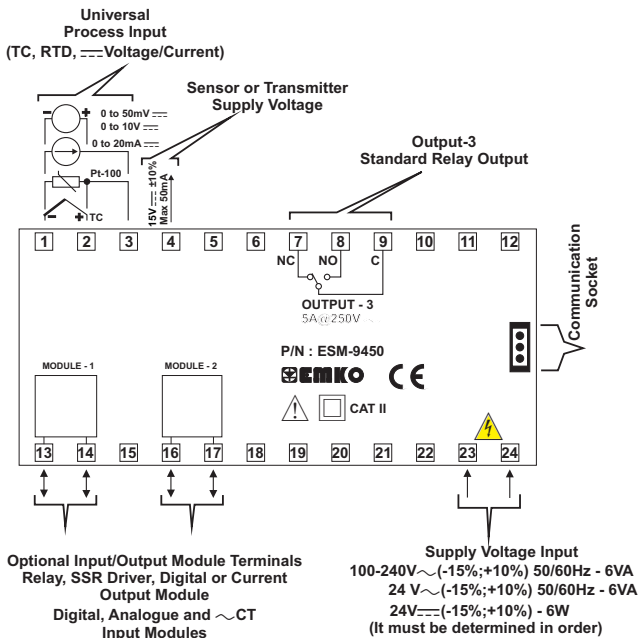 Universal
Process Input
(TC, RTD, ⎓Voltage/Current)
0 to 50mV ⎓
0 to 10V ⎓
0 to 20mA ⎓
Pt-100
TC
Sensor or Transmitter
Supply Voltage
15V ⎓ ±10%
Max 50mA
Output-3
Standard Relay Output
1 2 3 4 5 6 7 8 9 10 11 12
NC NO C
OUTPUT - 3
5A@250V ∼
Communication
Socket
P/N : ESM-9450
EMKO CE
CAT II
MODULE - 1
MODULE - 2
13 14 15 16 17 18 19 20 21 22 23 24
Optional Input/Output Module Terminals
Relay, SSR Driver, Digital or Current
Output Module
Digital, Analogue and ∼CT
Input Modules
Supply Voltage Input
100-240V∼(-15%;+10%) 50/60Hz - 6VA
24 V∼(-15%;+10%) 50/60Hz - 6VA
24V⎓(-15%;+10%) - 6W
(It must be determined in order)